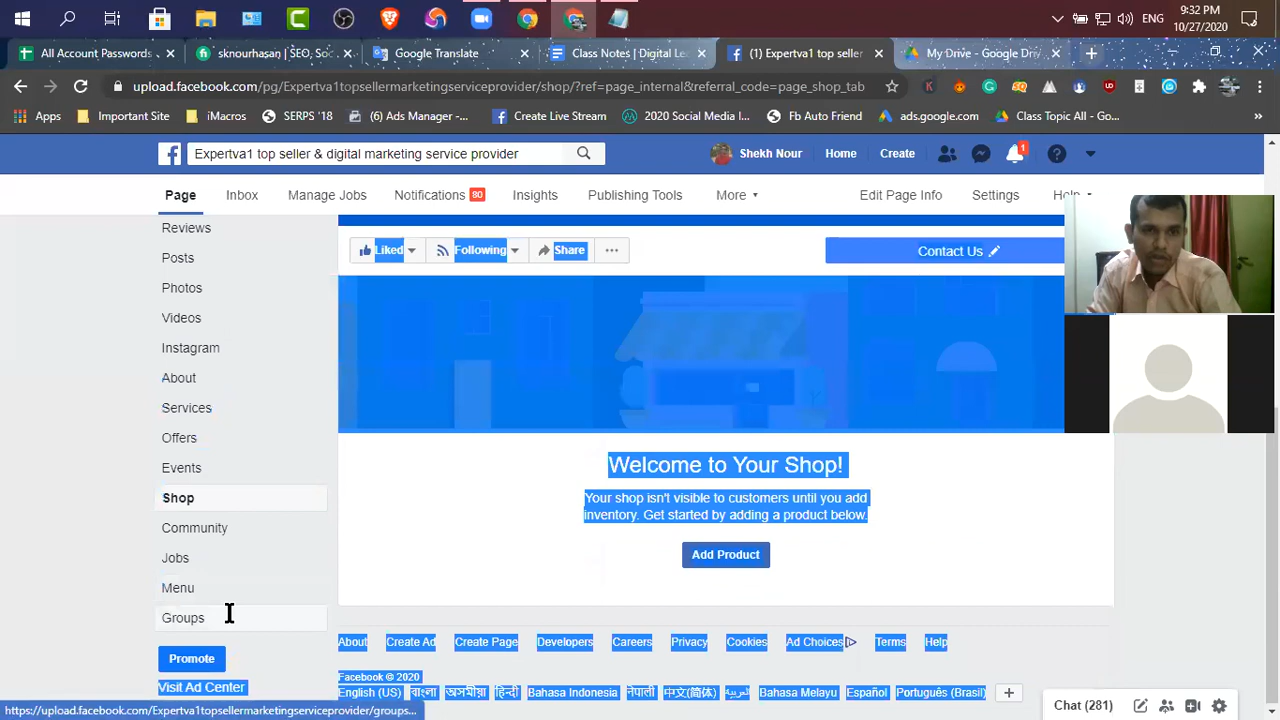 9:32 PM
ENG
10/27/2020
All Account Passwords
sknourhasan | SEO, Soc
Google Translate
Class Notes | Digital Le
(1) Expertva1 top seller
My Drive - Google Driv
upload.facebook.com/pg/Expertva1topsellermarketingserviceprovider/shop/?ref=page_internal&referral_code=page_shop_tab
Apps
Important Site
iMacros
SERPS '18
(6) Ads Manager -...
Create Live Stream
2020 Social Media I...
Fb Auto Friend
ads.google.com
Class Topic All - Go...
Expertva1 top seller & digital marketing service provider
Shekh Nour
Home
Create
1
Page
Inbox
Manage Jobs
Notifications 80
Insights
Publishing Tools
More
Edit Page Info
Settings
Help
Reviews
Posts
Photos
Videos
Instagram
About
Services
Offers
Events
Shop
Community
Jobs
Menu
Groups
Promote
Visit Ad Center
Liked
Following
Share
Contact Us
Welcome to Your Shop!
Your shop isn't visible to customers until you add
inventory. Get started by adding a product below.
Add Product
About
Create Ad
Create Page
Developers
Careers
Privacy
Cookies
Ad Choices
Terms
Help
Facebook © 2020
English (US) বাংলা অসমীয়া हिन्दी Bahasa Indonesia नेपाली 中文(简体) العربية Bahasa Melayu Español Português (Brasil)
Chat (281)
https://upload.facebook.com/Expertva1topsellermarketingserviceprovider/groups...